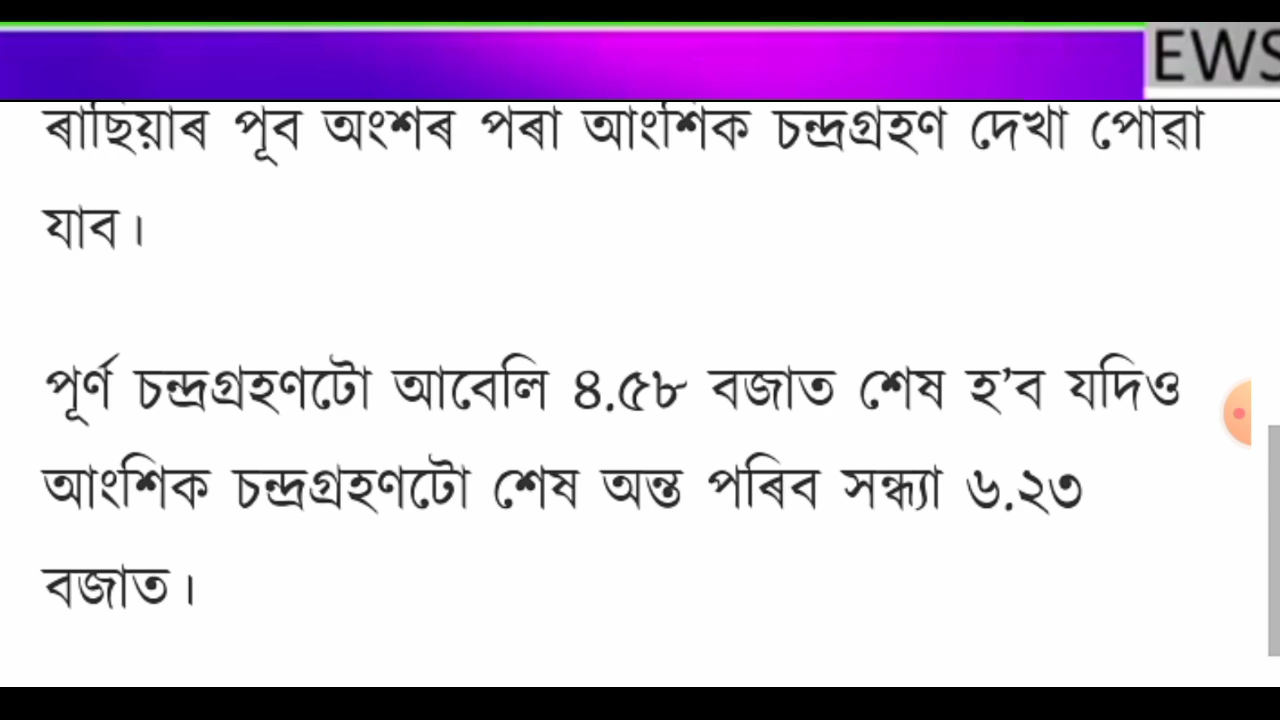 EWS
ৰাছিয়াৰ পূব অংশৰ পৰা আংশিক চন্দ্ৰগ্ৰহণ দেখা পোৱা
যাব।
পূৰ্ণ চন্দ্ৰগ্ৰহণটো আবেলি ৪.৫৮ বজাত শেষ হ’ব যদিও
আংশিক চন্দ্ৰগ্ৰহণটো শেষ অন্ত পৰিব সন্ধ্যা ৬.২৩
বজাত।